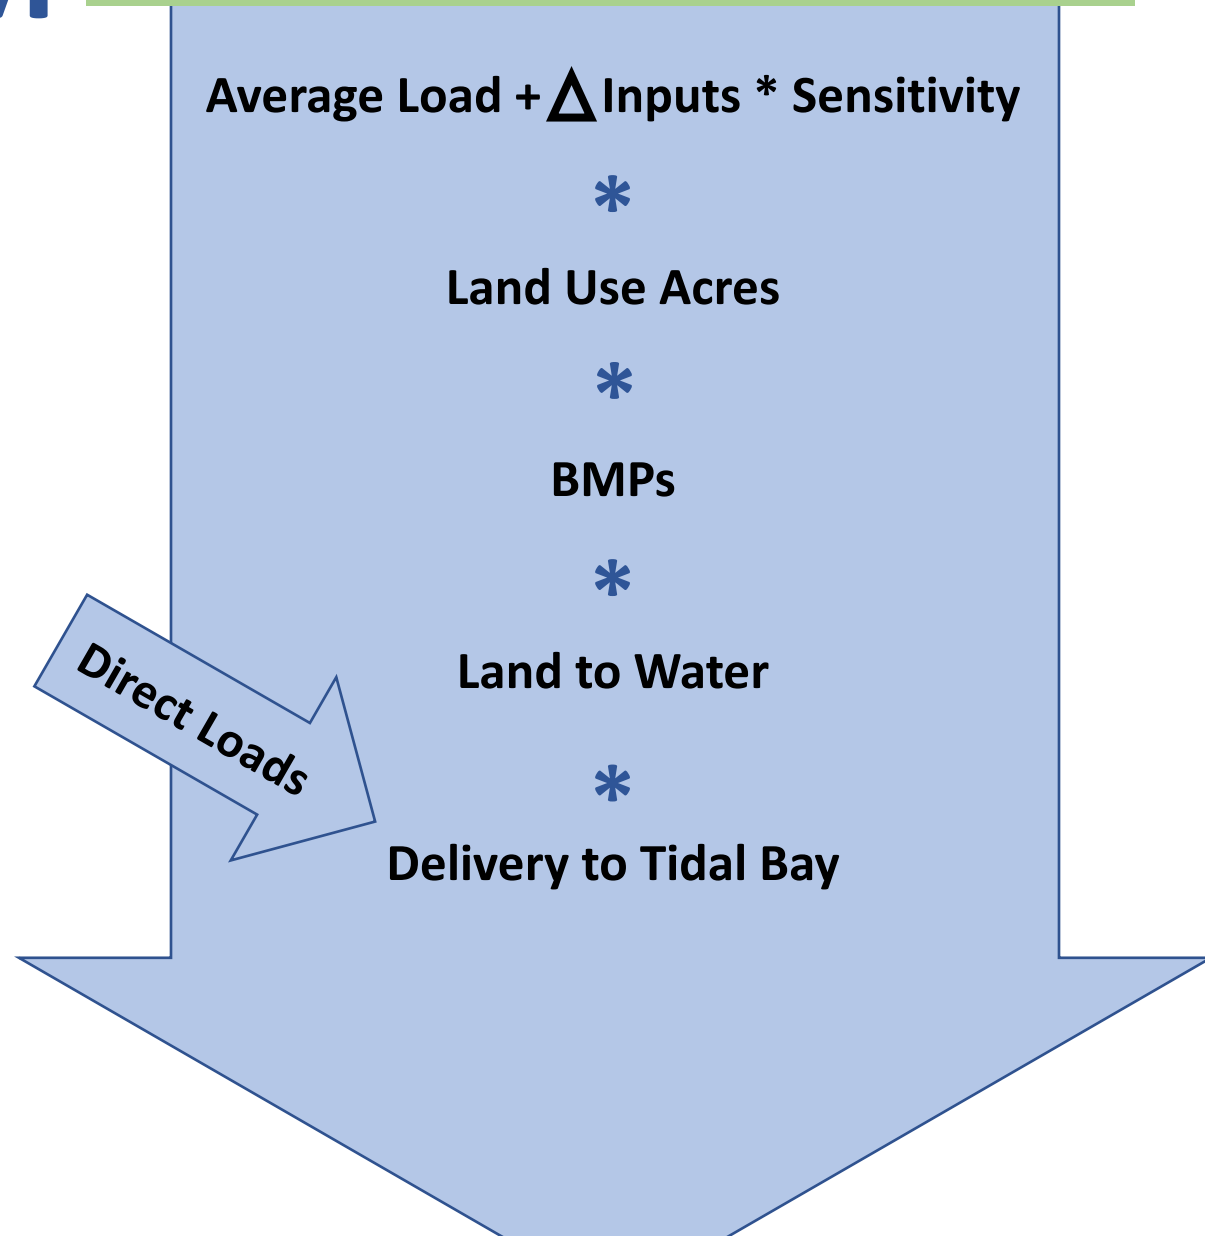 Average Load + Δ Inputs * Sensitivity
*
Land Use Acres
*
BMPs
*
Land to Water
Direct Loads
*
Delivery to Tidal Bay